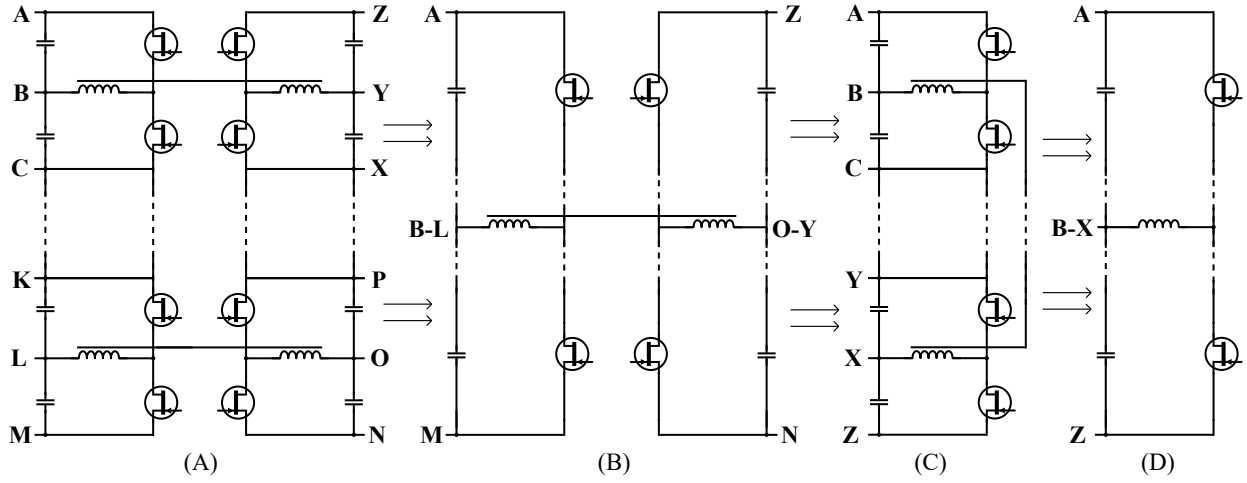 A Z A Z A A
B Y B
C X C
B-L O-Y B-X
K P Y
L O X
M N M N Z Z
(A) (B) (C) (D)